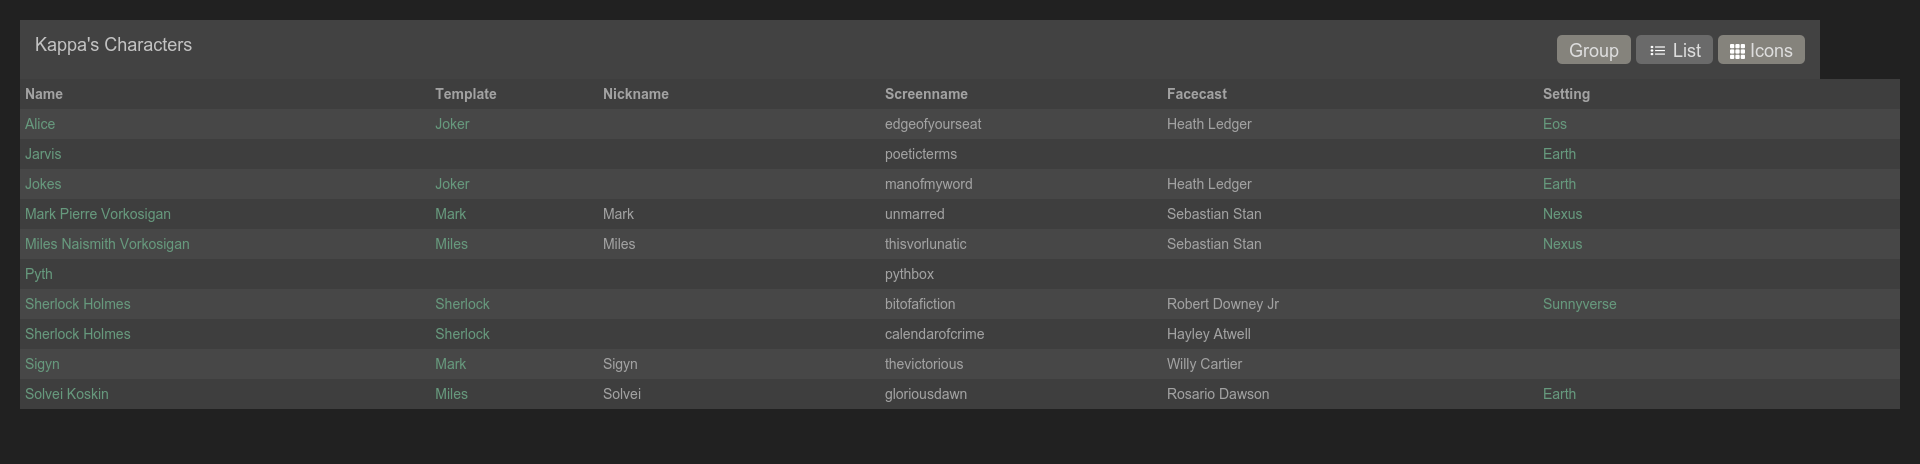 Kappa's Characters
Group List Icons
Name Template Nickname Screenname Facecast Setting
Alice Joker edgeofyourseat Heath Ledger Eos
Jarvis poeticterms Earth
Jokes Joker manofmyword Heath Ledger Earth
Mark Pierre Vorkosigan Mark Mark unmarred Sebastian Stan Nexus
Miles Naismith Vorkosigan Miles Miles thisvorlunatic Sebastian Stan Nexus
Pyth pythbox
Sherlock Holmes Sherlock bitofafiction Robert Downey Jr Sunnyverse
Sherlock Holmes Sherlock calendarofcrime Hayley Atwell
Sigyn Mark Sigyn thevictorious Willy Cartier
Solvei Koskin Miles Solvei gloriousdawn Rosario Dawson Earth